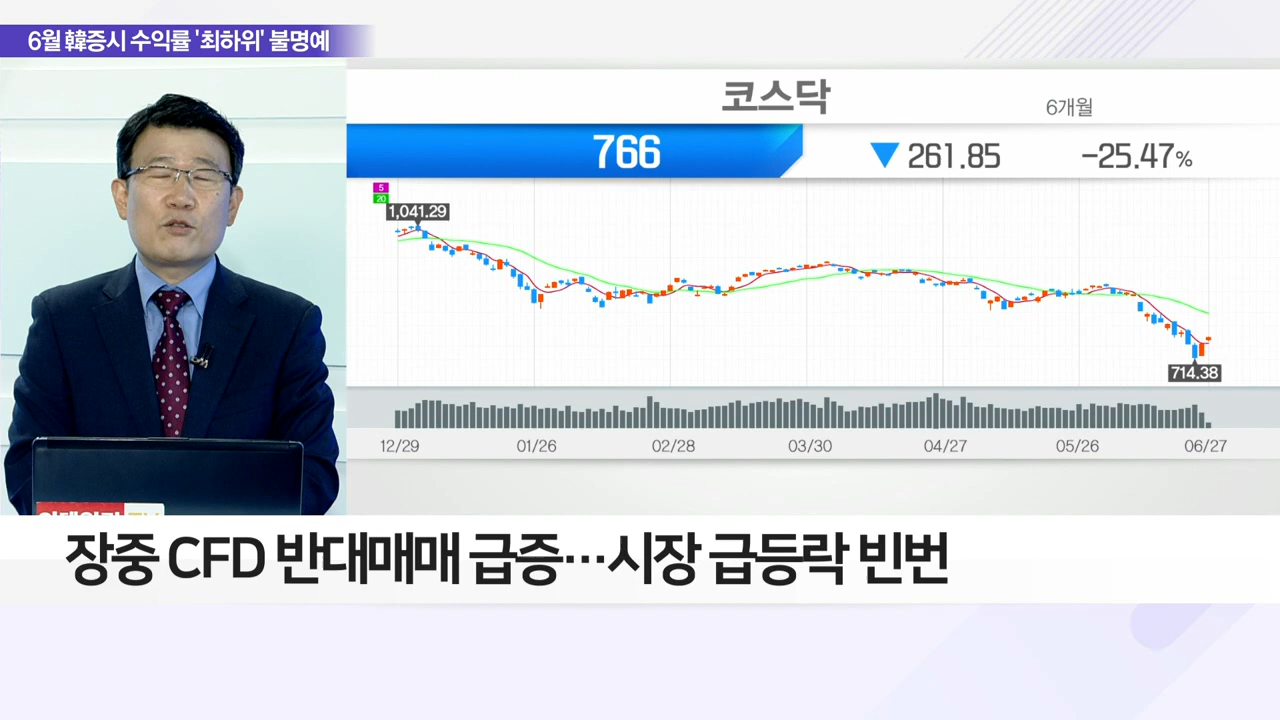 6월 韓증시 수익률 '최하위' 불명예
코스닥
6개월
766
▼ 261.85
-25.47%
5
20
1,041.29
714.38
12/29 01/26 02/28 03/30 04/27 05/26 06/27
장중 CFD 반대매매 급증…시장 급등락 빈번